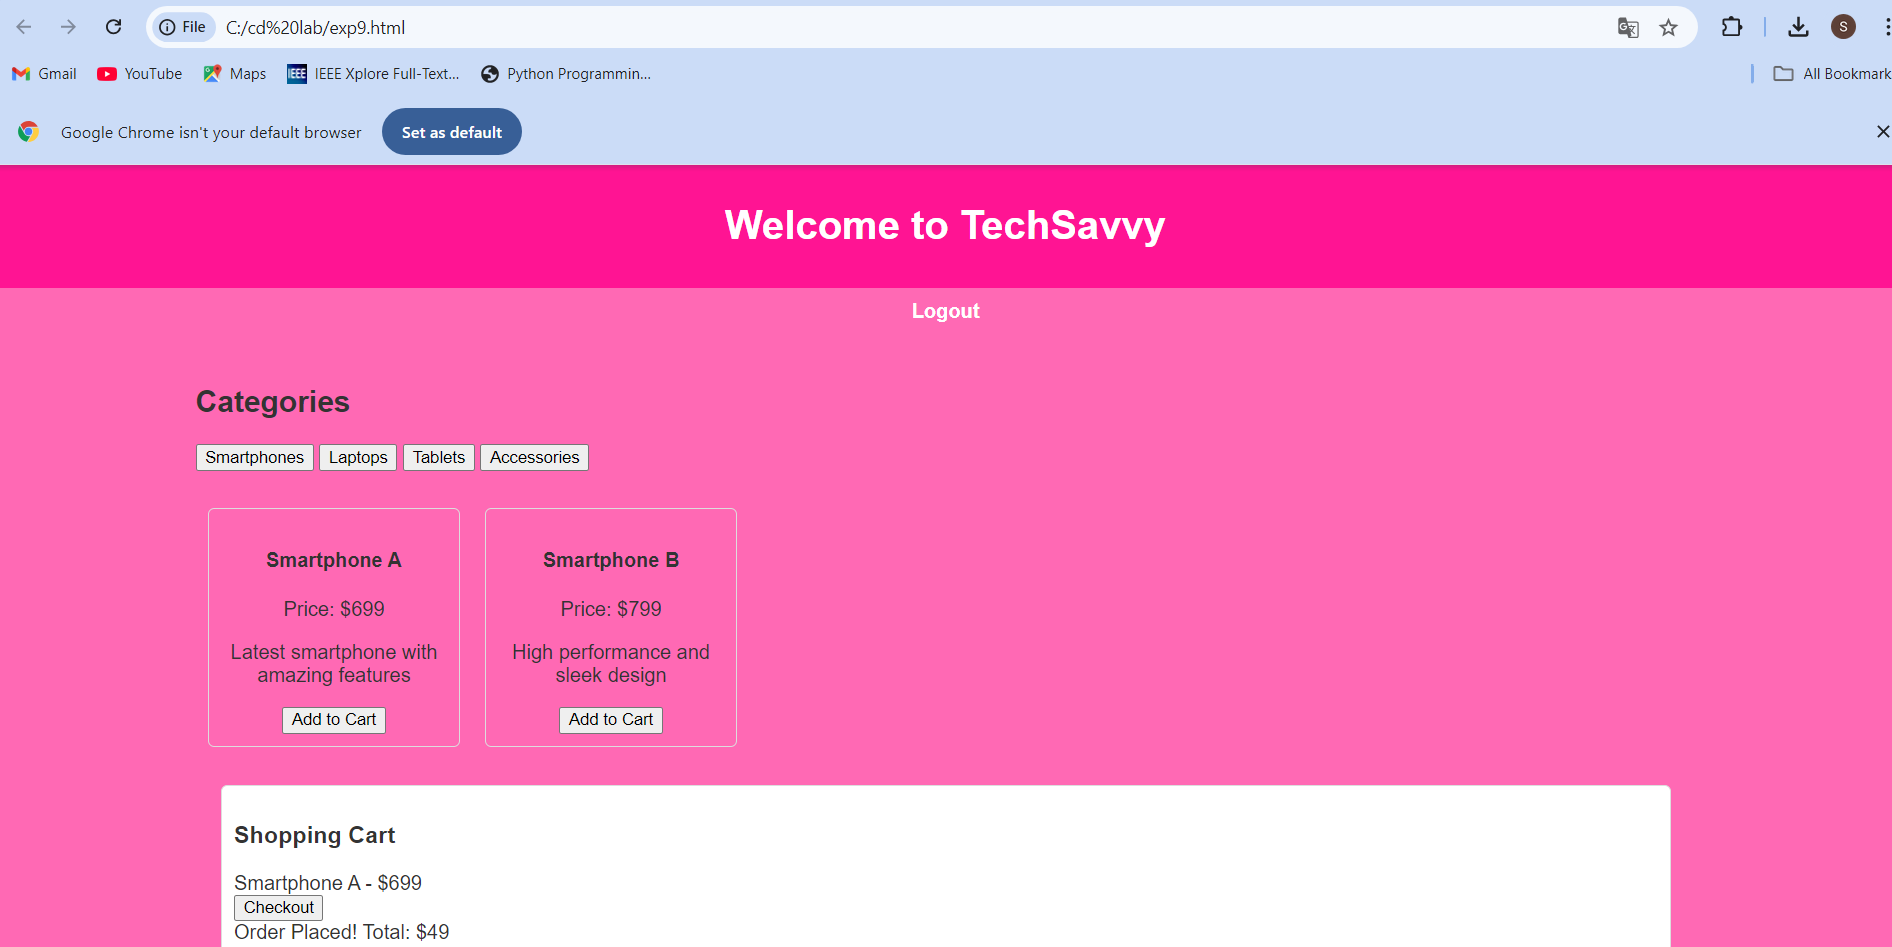 File C:/cd%20lab/exp9.html S
Gmail YouTube Maps IEEE IEEE Xplore Full-Text... Python Programmin... All Bookmark
Google Chrome isn't your default browser Set as default
Welcome to TechSavvy
Logout
Categories
Smartphones Laptops Tablets Accessories
Smartphone A
Price: $699
Latest smartphone with
amazing features
Add to Cart
Smartphone B
Price: $799
High performance and
sleek design
Add to Cart
Shopping Cart
Smartphone A - $699
Checkout
Order Placed! Total: $49